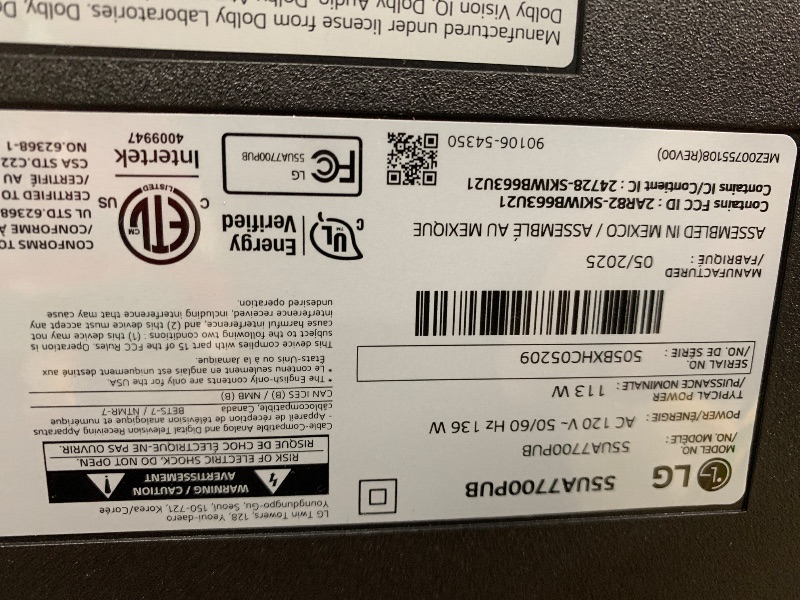 LG
55UA7700PUB
MODEL NO.
/NO. MODÈLE:
55UA7700PUB
POWER/ÉNERGIE:
AC 120 V~ 50/60 Hz 136 W
TYPICAL POWER
/PUISSANCE NOMINALE:
113 W
SERIAL NO.
/NO. DE SÉRIE :
505BXHC05209
MANUFACTURED
/FABRIQUÉ :
05/2025
ASSEMBLED IN MEXICO / ASSEMBLÉ AU MEXIQUE
Contains FCC ID : 2AR82-SKIWB663U21
Contains IC/Contient IC : 24728-SKIWB663U21
MEZ00755108(REV00)
90106-54350
LG Twin Towers, 128, Yeoui-daero
Youngdungpo-Gu, Seoul, 150-721, Korea/Corée
WARNING / CAUTION
AVERTISSEMENT
RISK OF ELECTRIC SHOCK. DO NOT OPEN.
RISQUE DE CHOC ÉLECTRIQUE-NE PAS OUVRIR.
- Cable-Compatible Analog and Digital Television Receiving Apparatus
- Appareil de réception de télévision analogique et numérique
câblocompatible, Canada
BETS-7 / NTMR-7
CAN ICES (B) / NMB (B)
• The English-only contents are only for the USA.
• Le contenu seulement en anglais est uniquement destiné aux
États-Unis ou à la Jamaïque.
This device complies with part 15 of the FCC Rules. Operation is
subject to the following two conditions : (1) this device may not
cause harmful interference, and (2) this device must accept any
interference received, including interference that may cause
undesired operation.
C UL Energy
Verified
FC LG
55UA7700PUB
C ETL CM US
LISTED
Intertek
4009947
CONFORMS TO
/CONFORME À
UL STD.62368-
CERTIFIED TO
/CERTIFIÉ AU
CSA STD.C22
NO.62368-1
Manufactured under license from Dolby Laboratories. Dolby, Do
Dolby Vision IQ, Dolby Audio, Dolby